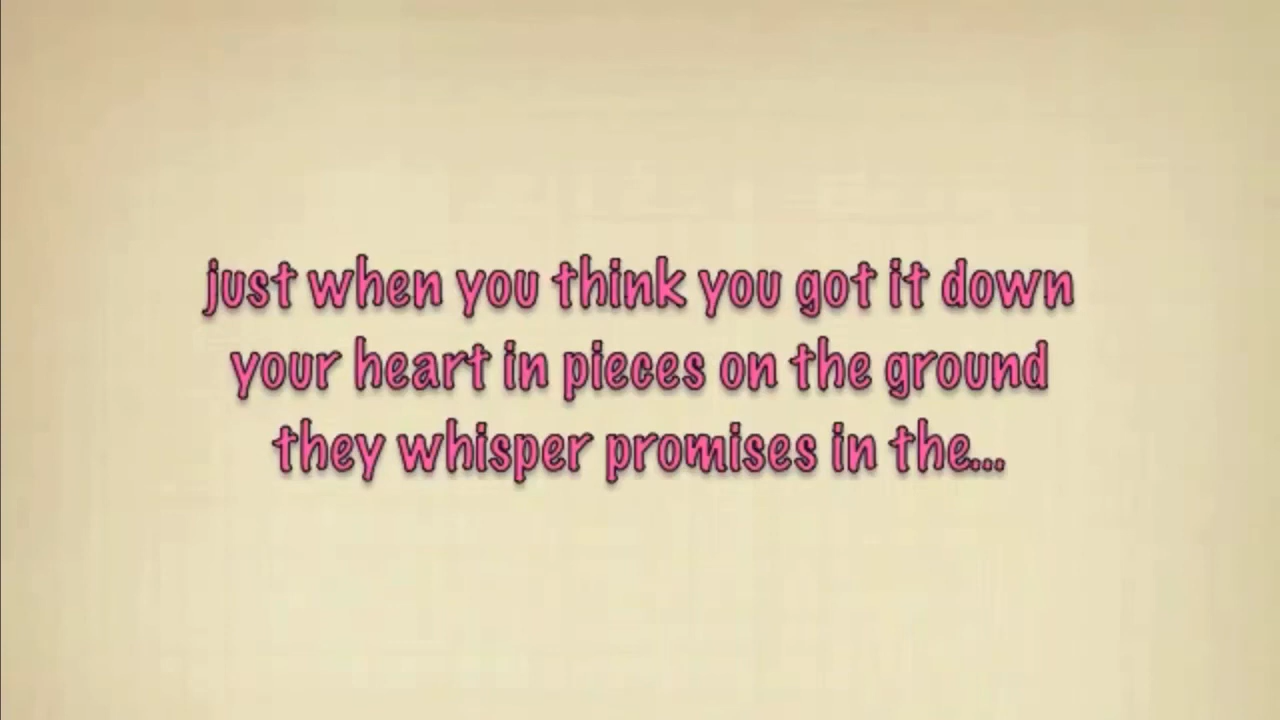 just when you think you got it down
your heart in pieces on the ground
they whisper promises in the...